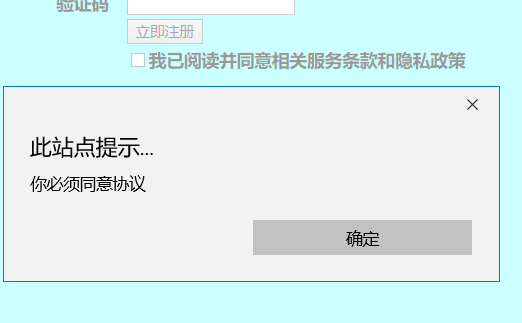 验证码
立即注册
我已阅读并同意相关服务条款和隐私政策
此站点提示...
你必须同意协议
确定